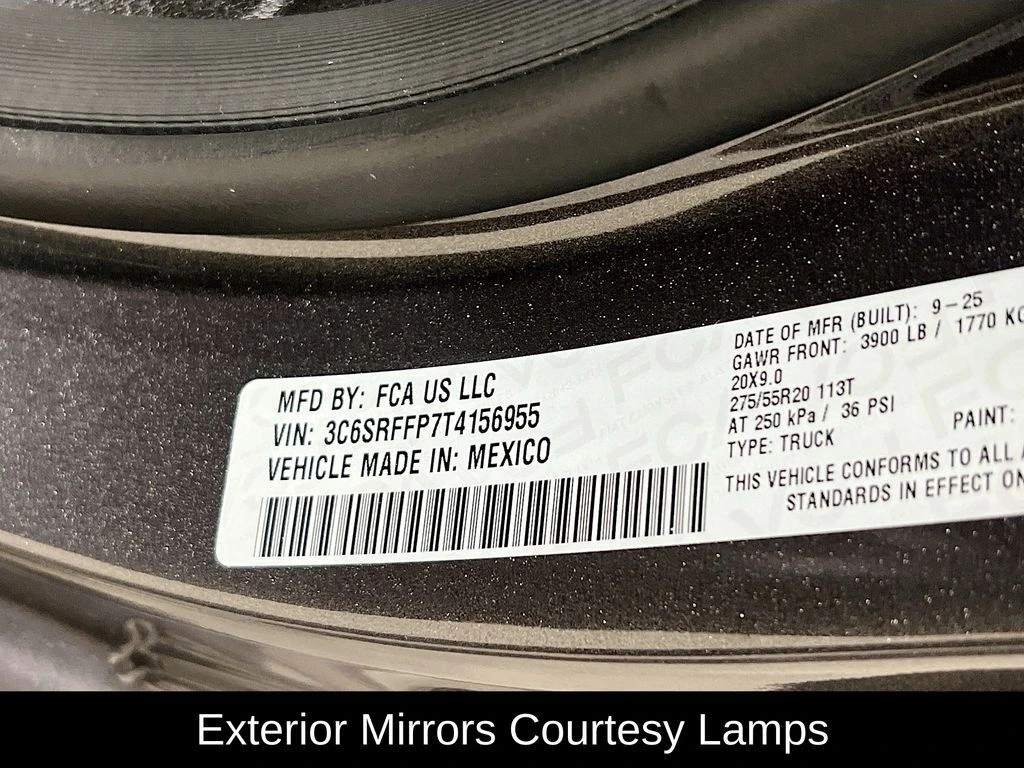 MFD BY: FCA US LLC
VIN: 3C6SRFFP7T4156955
VEHICLE MADE IN: MEXICO
DATE OF MFR (BUILT): 9-25
GAWR FRONT: 3900 LB / 1770 KG
20X9.0
275/55R20 113T
AT 250 kPa / 36 PSI
TYPE: TRUCK
PAINT:
THIS VEHICLE CONFORMS TO ALL
STANDARDS IN EFFECT ON
Exterior Mirrors Courtesy Lamps